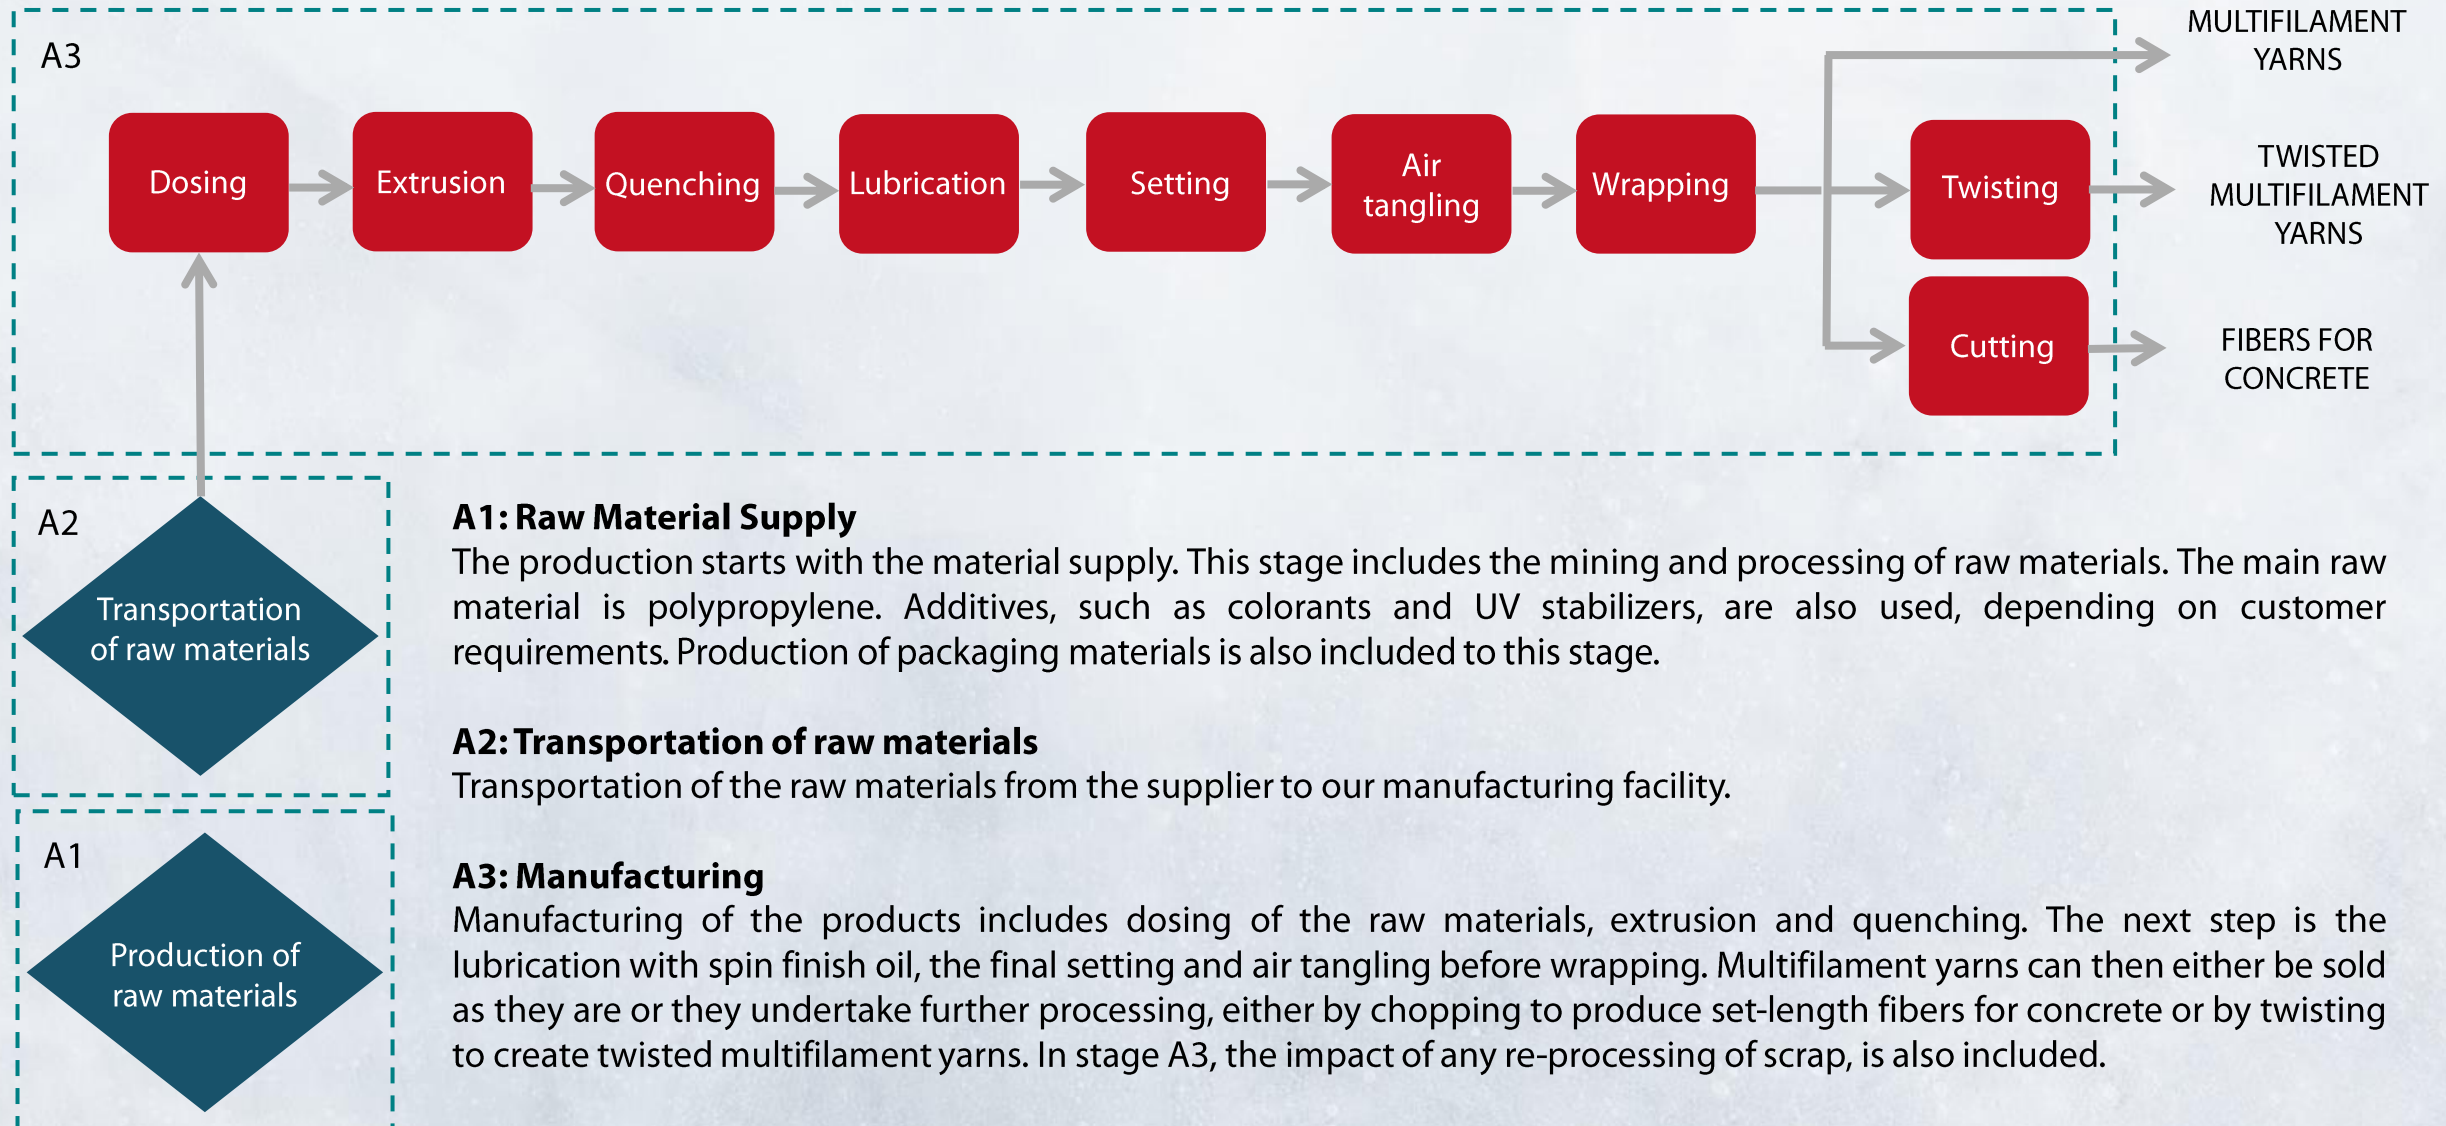 A3
Dosing
Extrusion
Quenching
Lubrication
Setting
Air
tangling
Wrapping
Twisting
Cutting
MULTIFILAMENT
YARNS
TWISTED
MULTIFILAMENT
YARNS
FIBERS FOR
CONCRETE
A2
Transportation
of raw materials
A1
Production of
raw materials
A1: Raw Material Supply
The production starts with the material supply. This stage includes the mining and processing of raw materials. The main raw
material is polypropylene. Additives, such as colorants and UV stabilizers, are also used, depending on customer
requirements. Production of packaging materials is also included to this stage.
A2: Transportation of raw materials
Transportation of the raw materials from the supplier to our manufacturing facility.
A3: Manufacturing
Manufacturing of the products includes dosing of the raw materials, extrusion and quenching. The next step is the
lubrication with spin finish oil, the final setting and air tangling before wrapping. Multifilament yarns can then either be sold
as they are or they undertake further processing, either by chopping to produce set-length fibers for concrete or by twisting
to create twisted multifilament yarns. In stage A3, the impact of any re-processing of scrap, is also included.